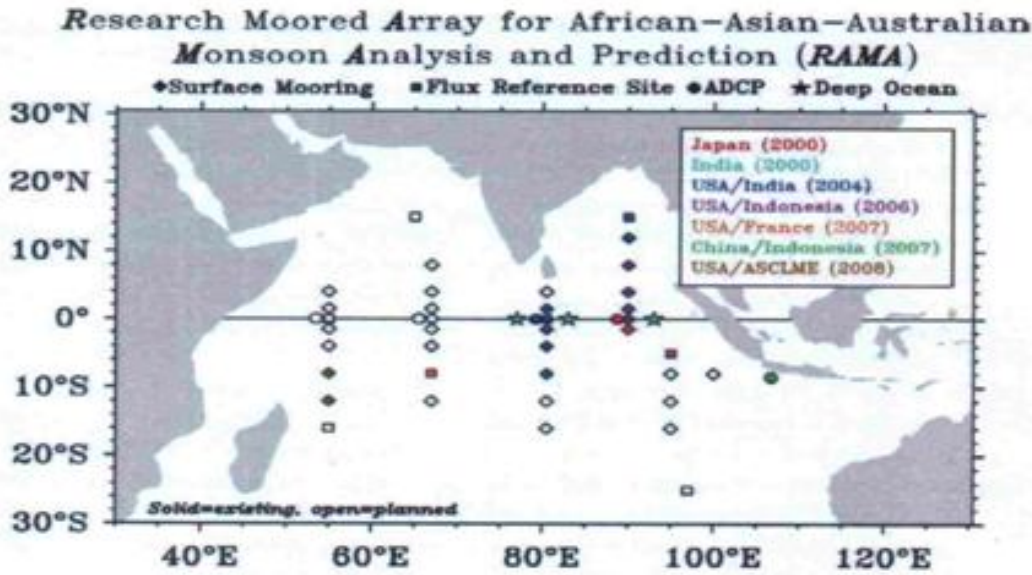 Research Moored Array for African-Asian-Australian
Monsoon Analysis and Prediction (RAMA)
◆Surface Mooring ■Flux Reference Site ●ADCP ★Deep Ocean
30°N
20°N
10°N
0°
10°S
20°S
30°S
Japan (2000)
India (2000)
USA/India (2004)
USA/Indonesia (2006)
USA/France (2007)
China/Indonesia (2007)
USA/ASCLME (2008)
Solid=existing, open=planned
40°E 60°E 80°E 100°E 120°E